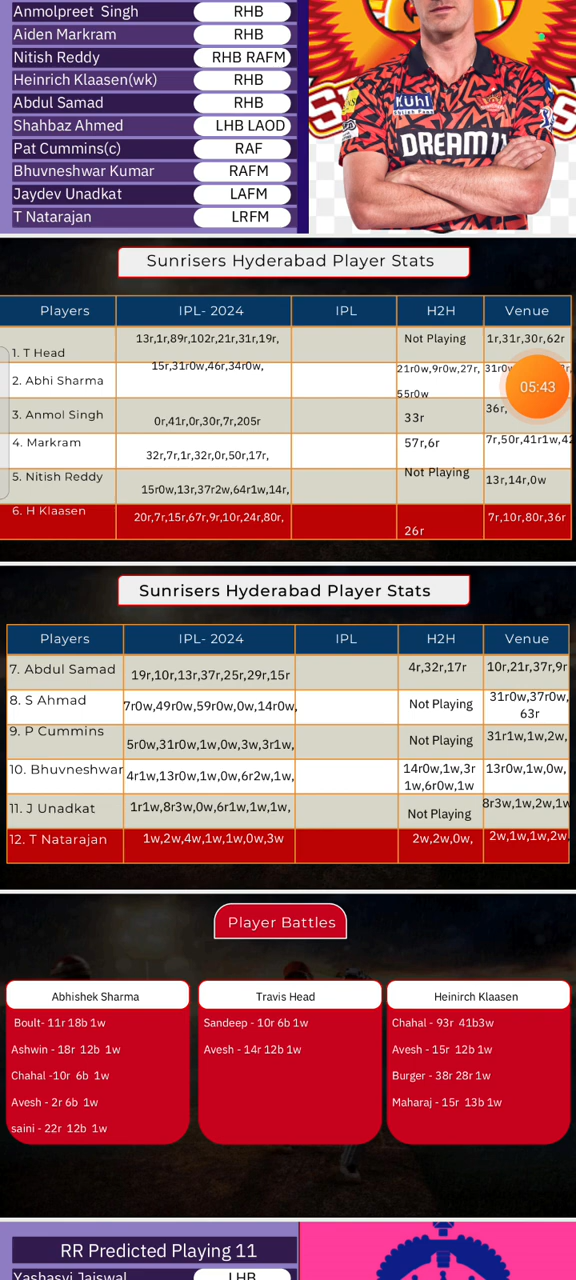 Anmolpreet Singh RHB
Aiden Markram RHB
Nitish Reddy RHB RAFM
Heinrich Klaasen(wk) RHB
Abdul Samad RHB
Shahbaz Ahmed LHB LAOD
Pat Cummins(c) RAF
Bhuvneshwar Kumar RAFM
Jaydev Unadkat LAFM
T Natarajan LRFM
Kühl
DREAM11
Sunrisers Hyderabad Player Stats
Players IPL- 2024 IPL H2H Venue
1. T Head 13r,1r,89r,102r,21r,31r,19r, Not Playing 1r,31r,30r,62r
2. Abhi Sharma 15r,31r0w,46r,34r0w, 21r0w,9r0w,27r, 55r0w
05:43
3. Anmol Singh 0r,41r,0r,30r,7r,205r 33r 36r,
4. Markram 32r,7r,1r,32r,0r,50r,17r, 57r,6r 7r,50r,41r1w,42
5. Nitish Reddy 15r0w,13r,37r2w,64r1w,14r, Not Playing 13r,14r,0w
6. H Klaasen 20r,7r,15r,67r,9r,10r,24r,80r, 26r 7r,10r,80r,36r
Sunrisers Hyderabad Player Stats
Players IPL- 2024 IPL H2H Venue
7. Abdul Samad 19r,10r,13r,37r,25r,29r,15r 4r,32r,17r 10r,21r,37r,9r
8. S Ahmad 7r0w,49r0w,59r0w,0w,14r0w, Not Playing 31r0w,37r0w, 63r
9. P Cummins 5r0w,31r0w,1w,0w,3w,3r1w, Not Playing 31r1w,1w,2w,
10. Bhuvneshwar 4r1w,13r0w,1w,0w,6r2w,1w, 14r0w,1w,3r 1w,6r0w,1w 13r0w,1w,0w,
11. J Unadkat 1r1w,8r3w,0w,6r1w,1w,1w, Not Playing 8r3w,1w,2w,1w
12. T Natarajan 1w,2w,4w,1w,1w,0w,3w 2w,2w,0w, 2w,1w,1w,2w
Player Battles
Abhishek Sharma
Boult- 11r 18b 1w
Ashwin - 18r 12b 1w
Chahal -10r 6b 1w
Avesh - 2r 6b 1w
saini - 22r 12b 1w
Travis Head
Sandeep - 10r 6b 1w
Avesh - 14r 12b 1w
Heinirch Klaasen
Chahal - 93r 41b3w
Avesh - 15r 12b 1w
Burger - 38r 28r 1w
Maharaj - 15r 13b 1w
RR Predicted Playing 11
Yashasvi Jaiswal LHB